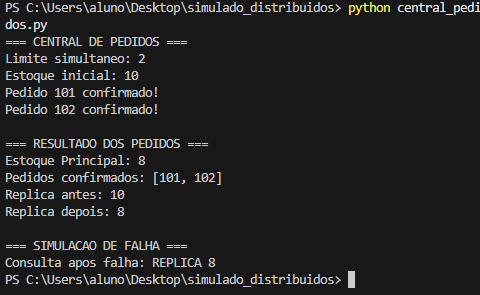 PS C:\Users\aluno\Desktop\simulado_distribuidos> python central_pedi
dos.py
=== CENTRAL DE PEDIDOS ===
Limite simultaneo: 2
Estoque inicial: 10
Pedido 101 confirmado!
Pedido 102 confirmado!
=== RESULTADO DOS PEDIDOS ===
Estoque Principal: 8
Pedidos confirmados: [101, 102]
Replica antes: 10
Replica depois: 8
=== SIMULACAO DE FALHA ===
Consulta apos falha: REPLICA 8
PS C:\Users\aluno\Desktop\simulado_distribuidos>